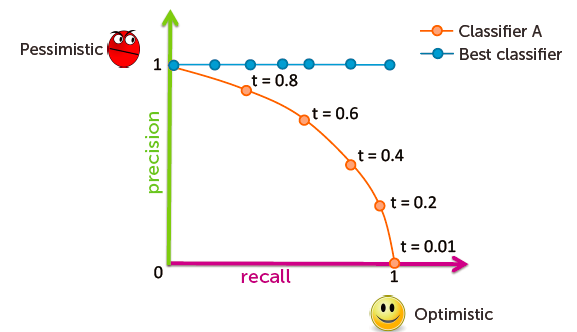 Pessimistic
Classifier A
Best classifier
1
t = 0.8
t = 0.6
t = 0.4
t = 0.2
t = 0.01
precision
0
recall
1
Optimistic